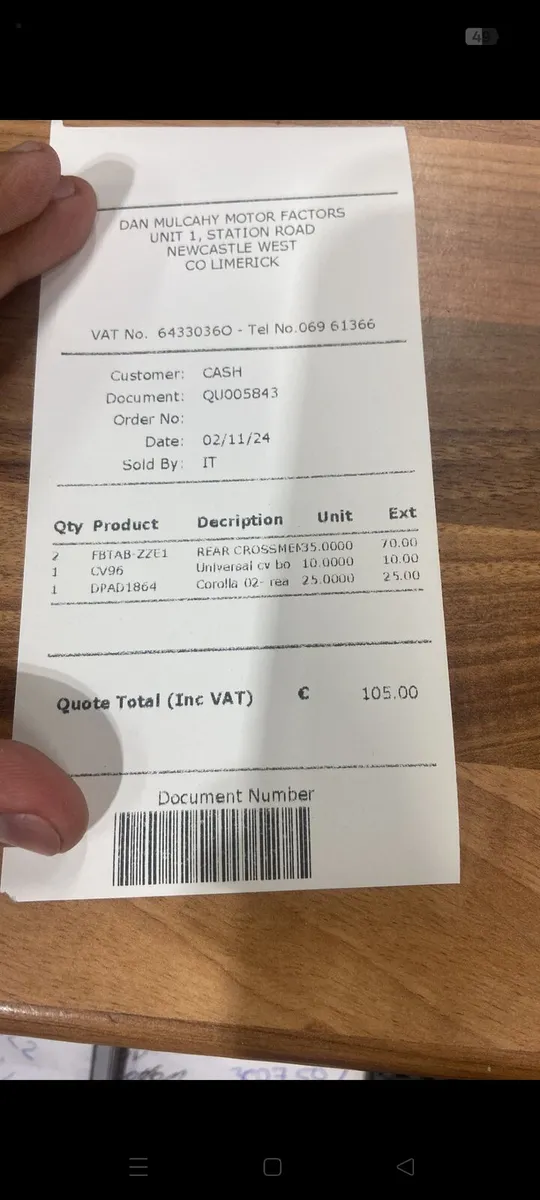 49
DAN MULCAHY MOTOR FACTORS
UNIT 1, STATION ROAD
NEWCASTLE WEST
CO LIMERICK
VAT No. 6433036O - Tel No.069 61366
Customer: CASH
Document: QU005843
Order No:
Date: 02/11/24
Sold By: IT
Qty Product Decription Unit Ext
2 FBTAB-ZZE1 REAR CROSSMEM35.0000 70.00
1 CV96 Universal cv bo 10.0000 10.00
1 DPAD1864 Corolla 02- rea 25.0000 25.00
Quote Total (Inc VAT) € 105.00
Document Number